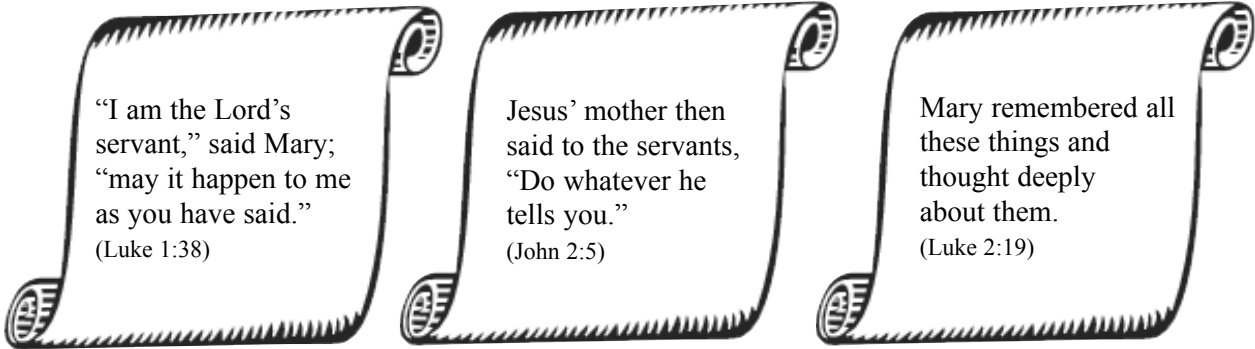 “I am the Lord’s
servant,” said Mary;
“may it happen to me
as you have said.”
(Luke 1:38)
Jesus’ mother then
said to the servants,
“Do whatever he
tells you.”
(John 2:5)
Mary remembered all
these things and
thought deeply
about them.
(Luke 2:19)